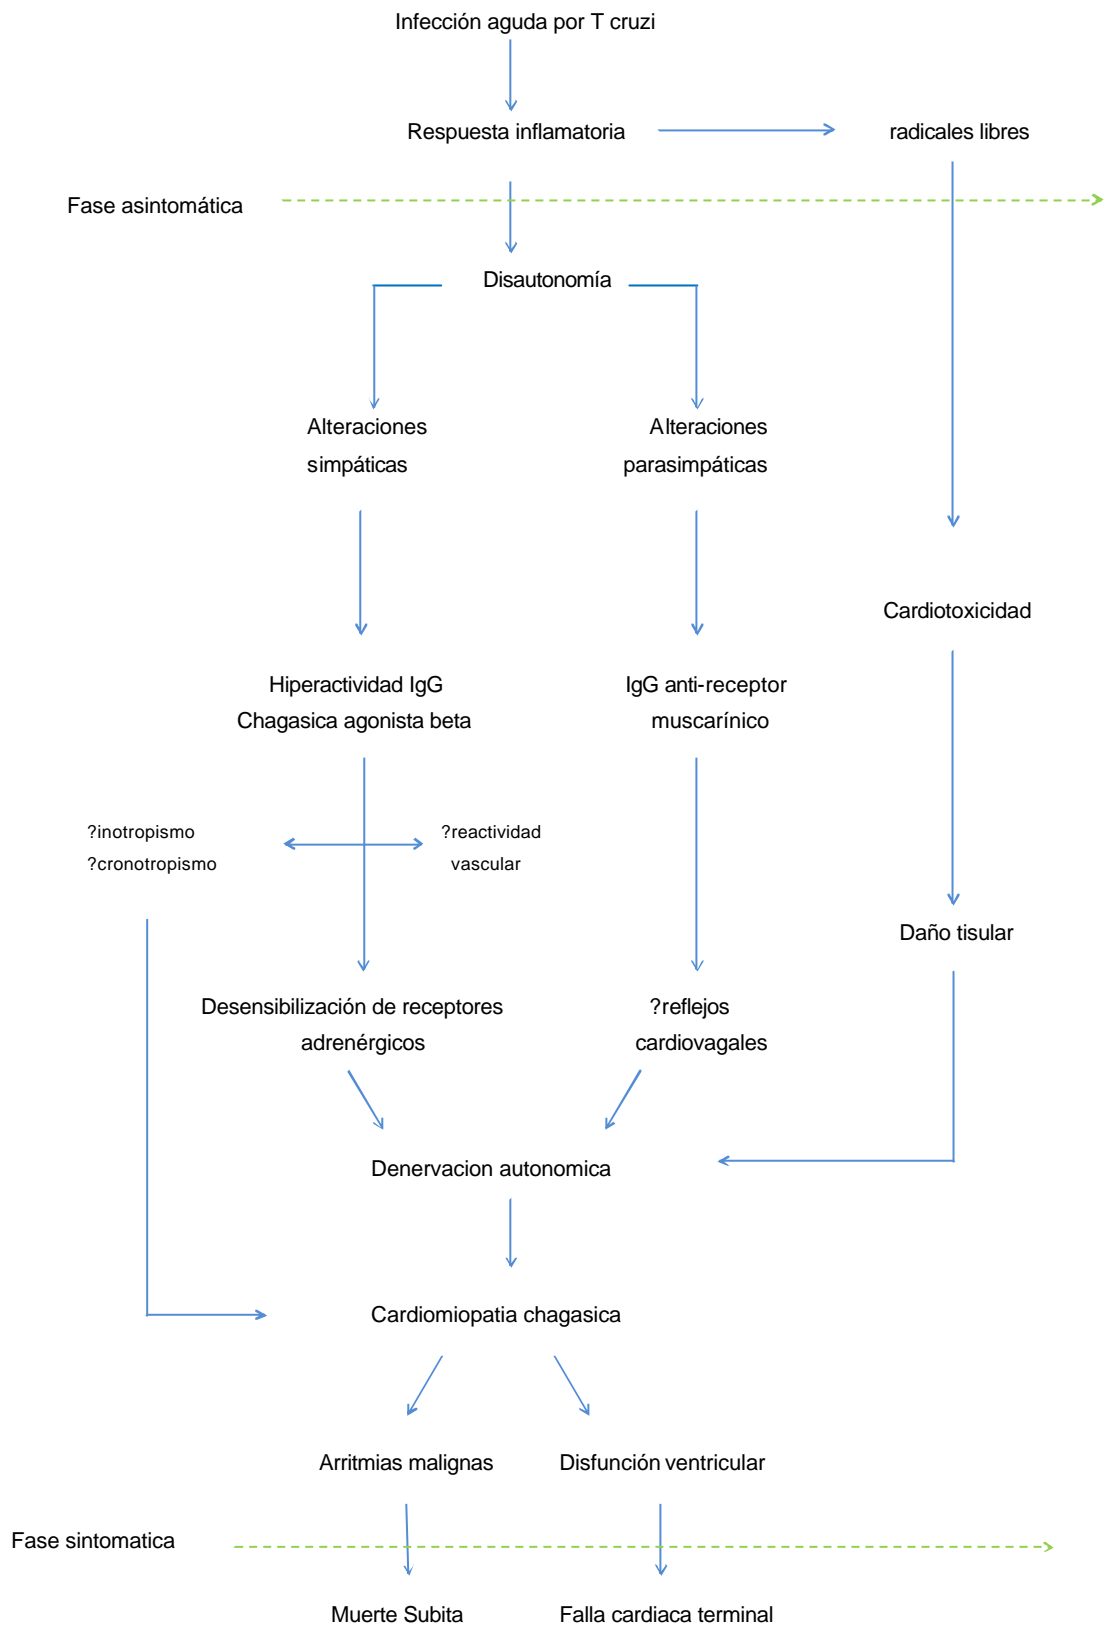 Infección aguda por T cruzi
Respuesta inflamatoria
radicales libres
Fase asintomática
Disautonomía
Alteraciones
simpáticas
Alteraciones
parasimpáticas
Cardiotoxicidad
Hiperactividad IgG
Chagasica agonista beta
IgG anti-receptor
muscarínico
?inotropismo
?cronotropismo
?reactividad
vascular
Daño tisular
Desensibilización de receptores
adrenérgicos
?reflejos
cardiovagales
Denervacion autonomica
Cardiomiopatia chagasica
Arritmias malignas
Disfunción ventricular
Fase sintomatica
Muerte Subita
Falla cardiaca terminal